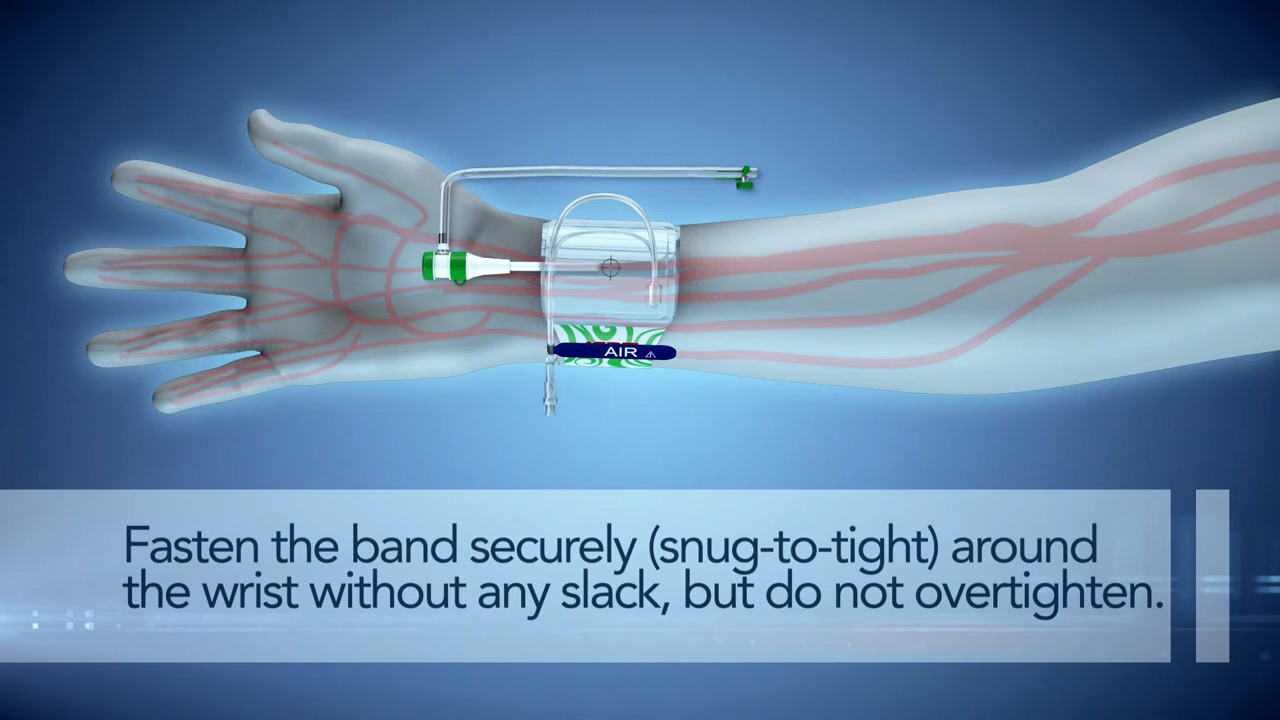 AIR
Fasten the band securely (snug-to-tight) around
the wrist without any slack, but do not overtighten.